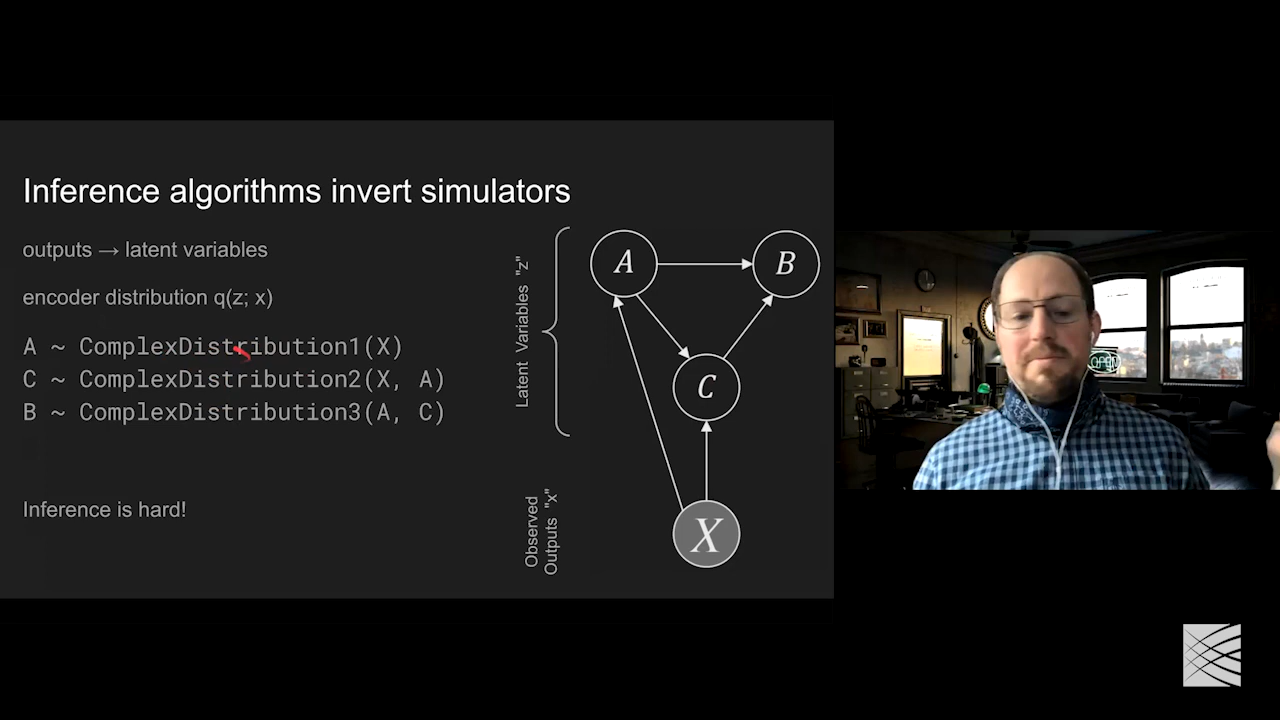 Inference algorithms invert simulators
outputs → latent variables
encoder distribution q(z; x)
A ~ ComplexDistribution1(X)
C ~ ComplexDistribution2(X, A)
B ~ ComplexDistribution3(A, C)
Inference is hard!
Latent Variables "z"
Observed
Outputs "x"
A
B
C
X
OPEN